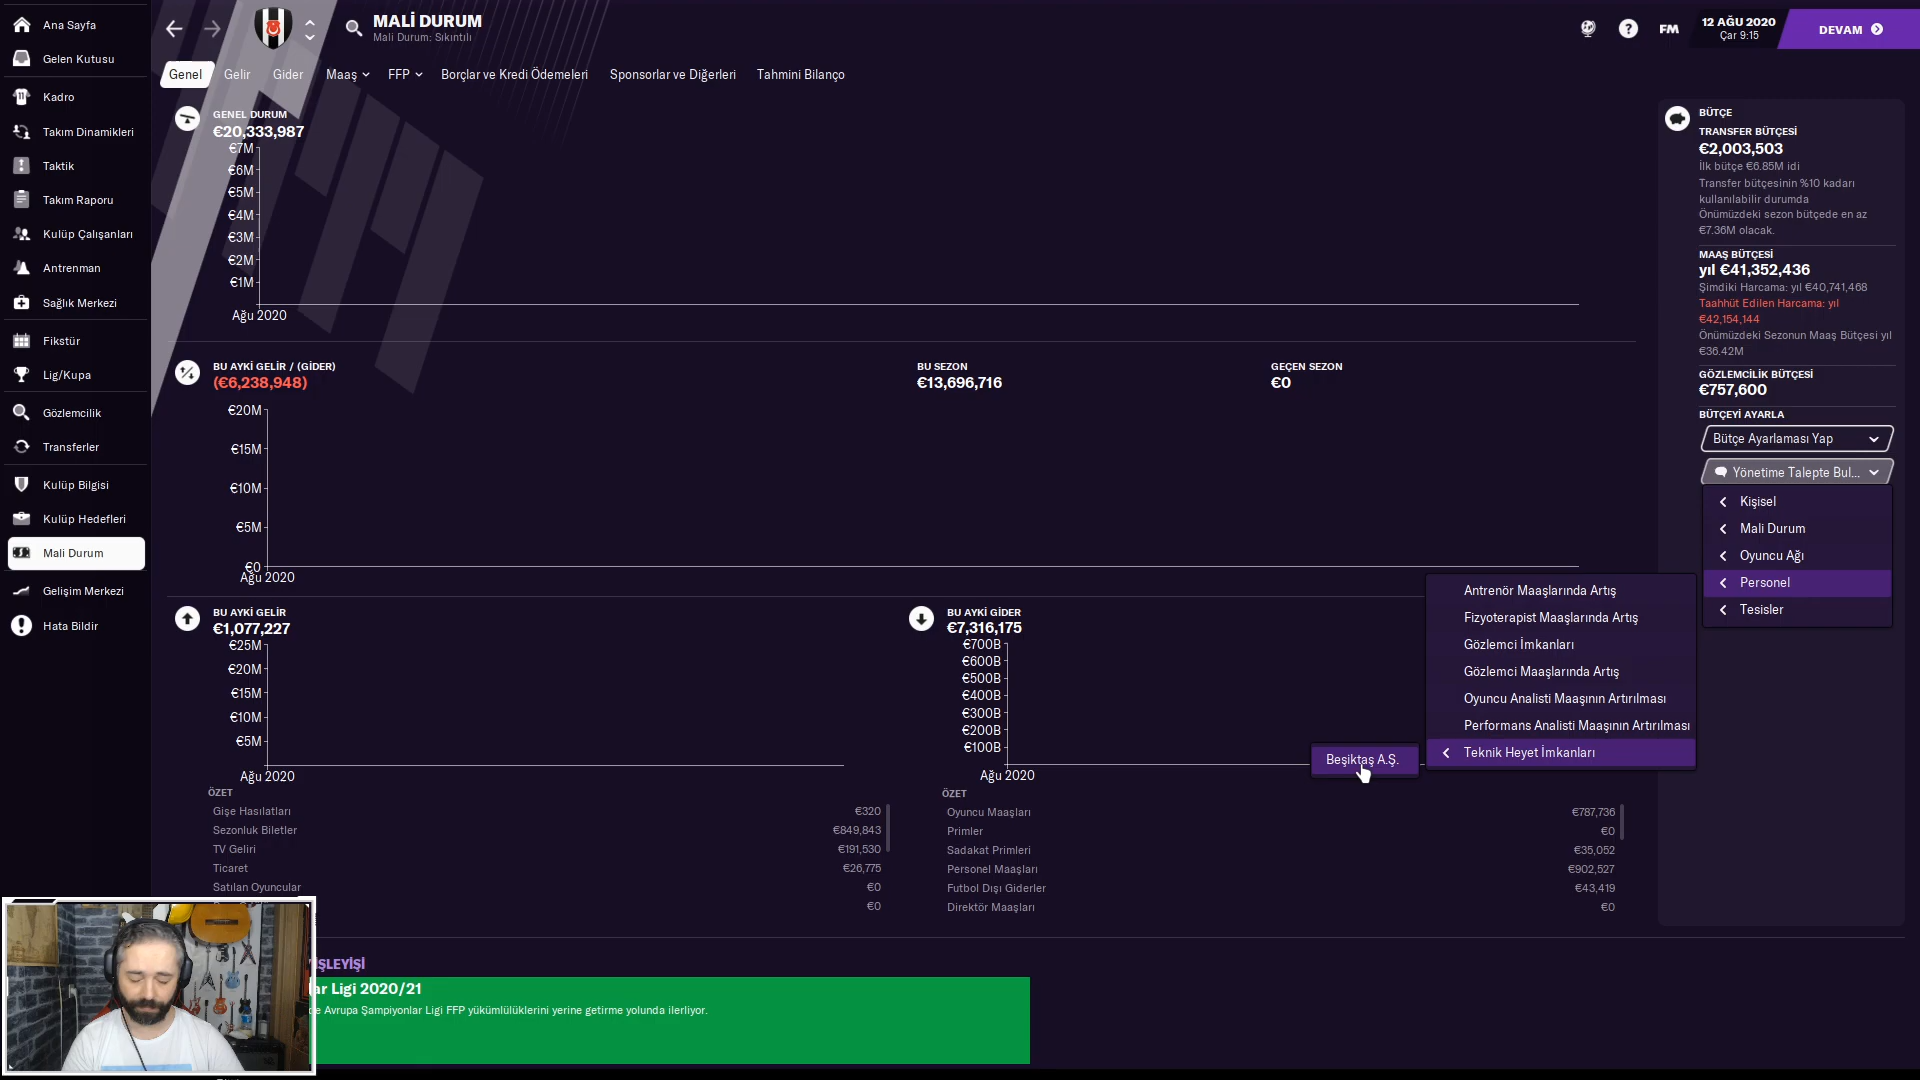 Ana Sayfa
Gelen Kutusu
Kadro
Takım Dinamikleri
Taktik
Takım Raporu
Kulüp Çalışanları
Antrenman
Sağlık Merkezi
Fikstür
Lig/Kupa
Gözlemcilik
Transferler
Kulüp Bilgisi
Kulüp Hedefleri
Mali Durum
Gelişim Merkezi
Hata Bildir
MALİ DURUM
Mali Durum: Sıkıntılı
FM
12 AĞU 2020
Çar 9:15
DEVAM
Genel
Gelir
Gider
Maaş
FFP
Borçlar ve Kredi Ödemeleri
Sponsorlar ve Diğerleri
Tahmini Bilanço
GENEL DURUM
€20,333,987
€7M
€6M
€5M
€4M
€3M
€2M
€1M
Ağu 2020
BU AYKİ GELİR / (GİDER)
(€6,238,948)
BU SEZON
€13,696,716
GEÇEN SEZON
€0
€20M
€15M
€10M
€5M
€0
Ağu 2020
BU AYKİ GELİR
€1,077,227
€25M
€20M
€15M
€10M
€5M
Ağu 2020
ÖZET
Gişe Hasılatları €320
Sezonluk Biletler €849,843
TV Geliri €191,530
Ticaret €26,775
Satılan Oyuncular €0
€0
BU AYKİ GİDER
€7,316,175
€700B
€600B
€500B
€400B
€300B
€200B
€100B
Ağu 2020
ÖZET
Oyuncu Maaşları €787,736
Primler €0
Sadakat Primleri €35,052
Personel Maaşları €902,527
Futbol Dışı Giderler €43,419
Direktör Maaşları €0
BÜTÇE
TRANSFER BÜTÇESİ
€2,003,503
İlk bütçe €6.85M idi
Transfer bütçesinin %10 kadarı
kullanılabilir durumda
Önümüzdeki sezon bütçede en az
€7.36M olacak.
MAAŞ BÜTÇESİ
yıl €41,352,436
Şimdiki Harcama: yıl €40,741,468
Taahhüt Edilen Harcama: yıl
€42,154,144
Önümüzdeki Sezonun Maaş Bütçesi yıl
€36.42M
GÖZLEMCİLİK BÜTÇESİ
€757,600
BÜTÇEYİ AYARLA
Bütçe Ayarlaması Yap
Yönetime Talepte Bul...
Kişisel
Mali Durum
Oyuncu Ağı
Personel
Tesisler
Antrenör Maaşlarında Artış
Fizyoterapist Maaşlarında Artış
Gözlemci İmkanları
Gözlemci Maaşlarında Artış
Oyuncu Analisti Maaşının Artırılması
Performans Analisti Maaşının Artırılması
Teknik Heyet İmkanları
Beşiktaş A.Ş.
İŞLEYİŞİ
ar Ligi 2020/21
e Avrupa Şampiyonlar Ligi FFP yükümlülüklerini yerine getirme yolunda ilerliyor.